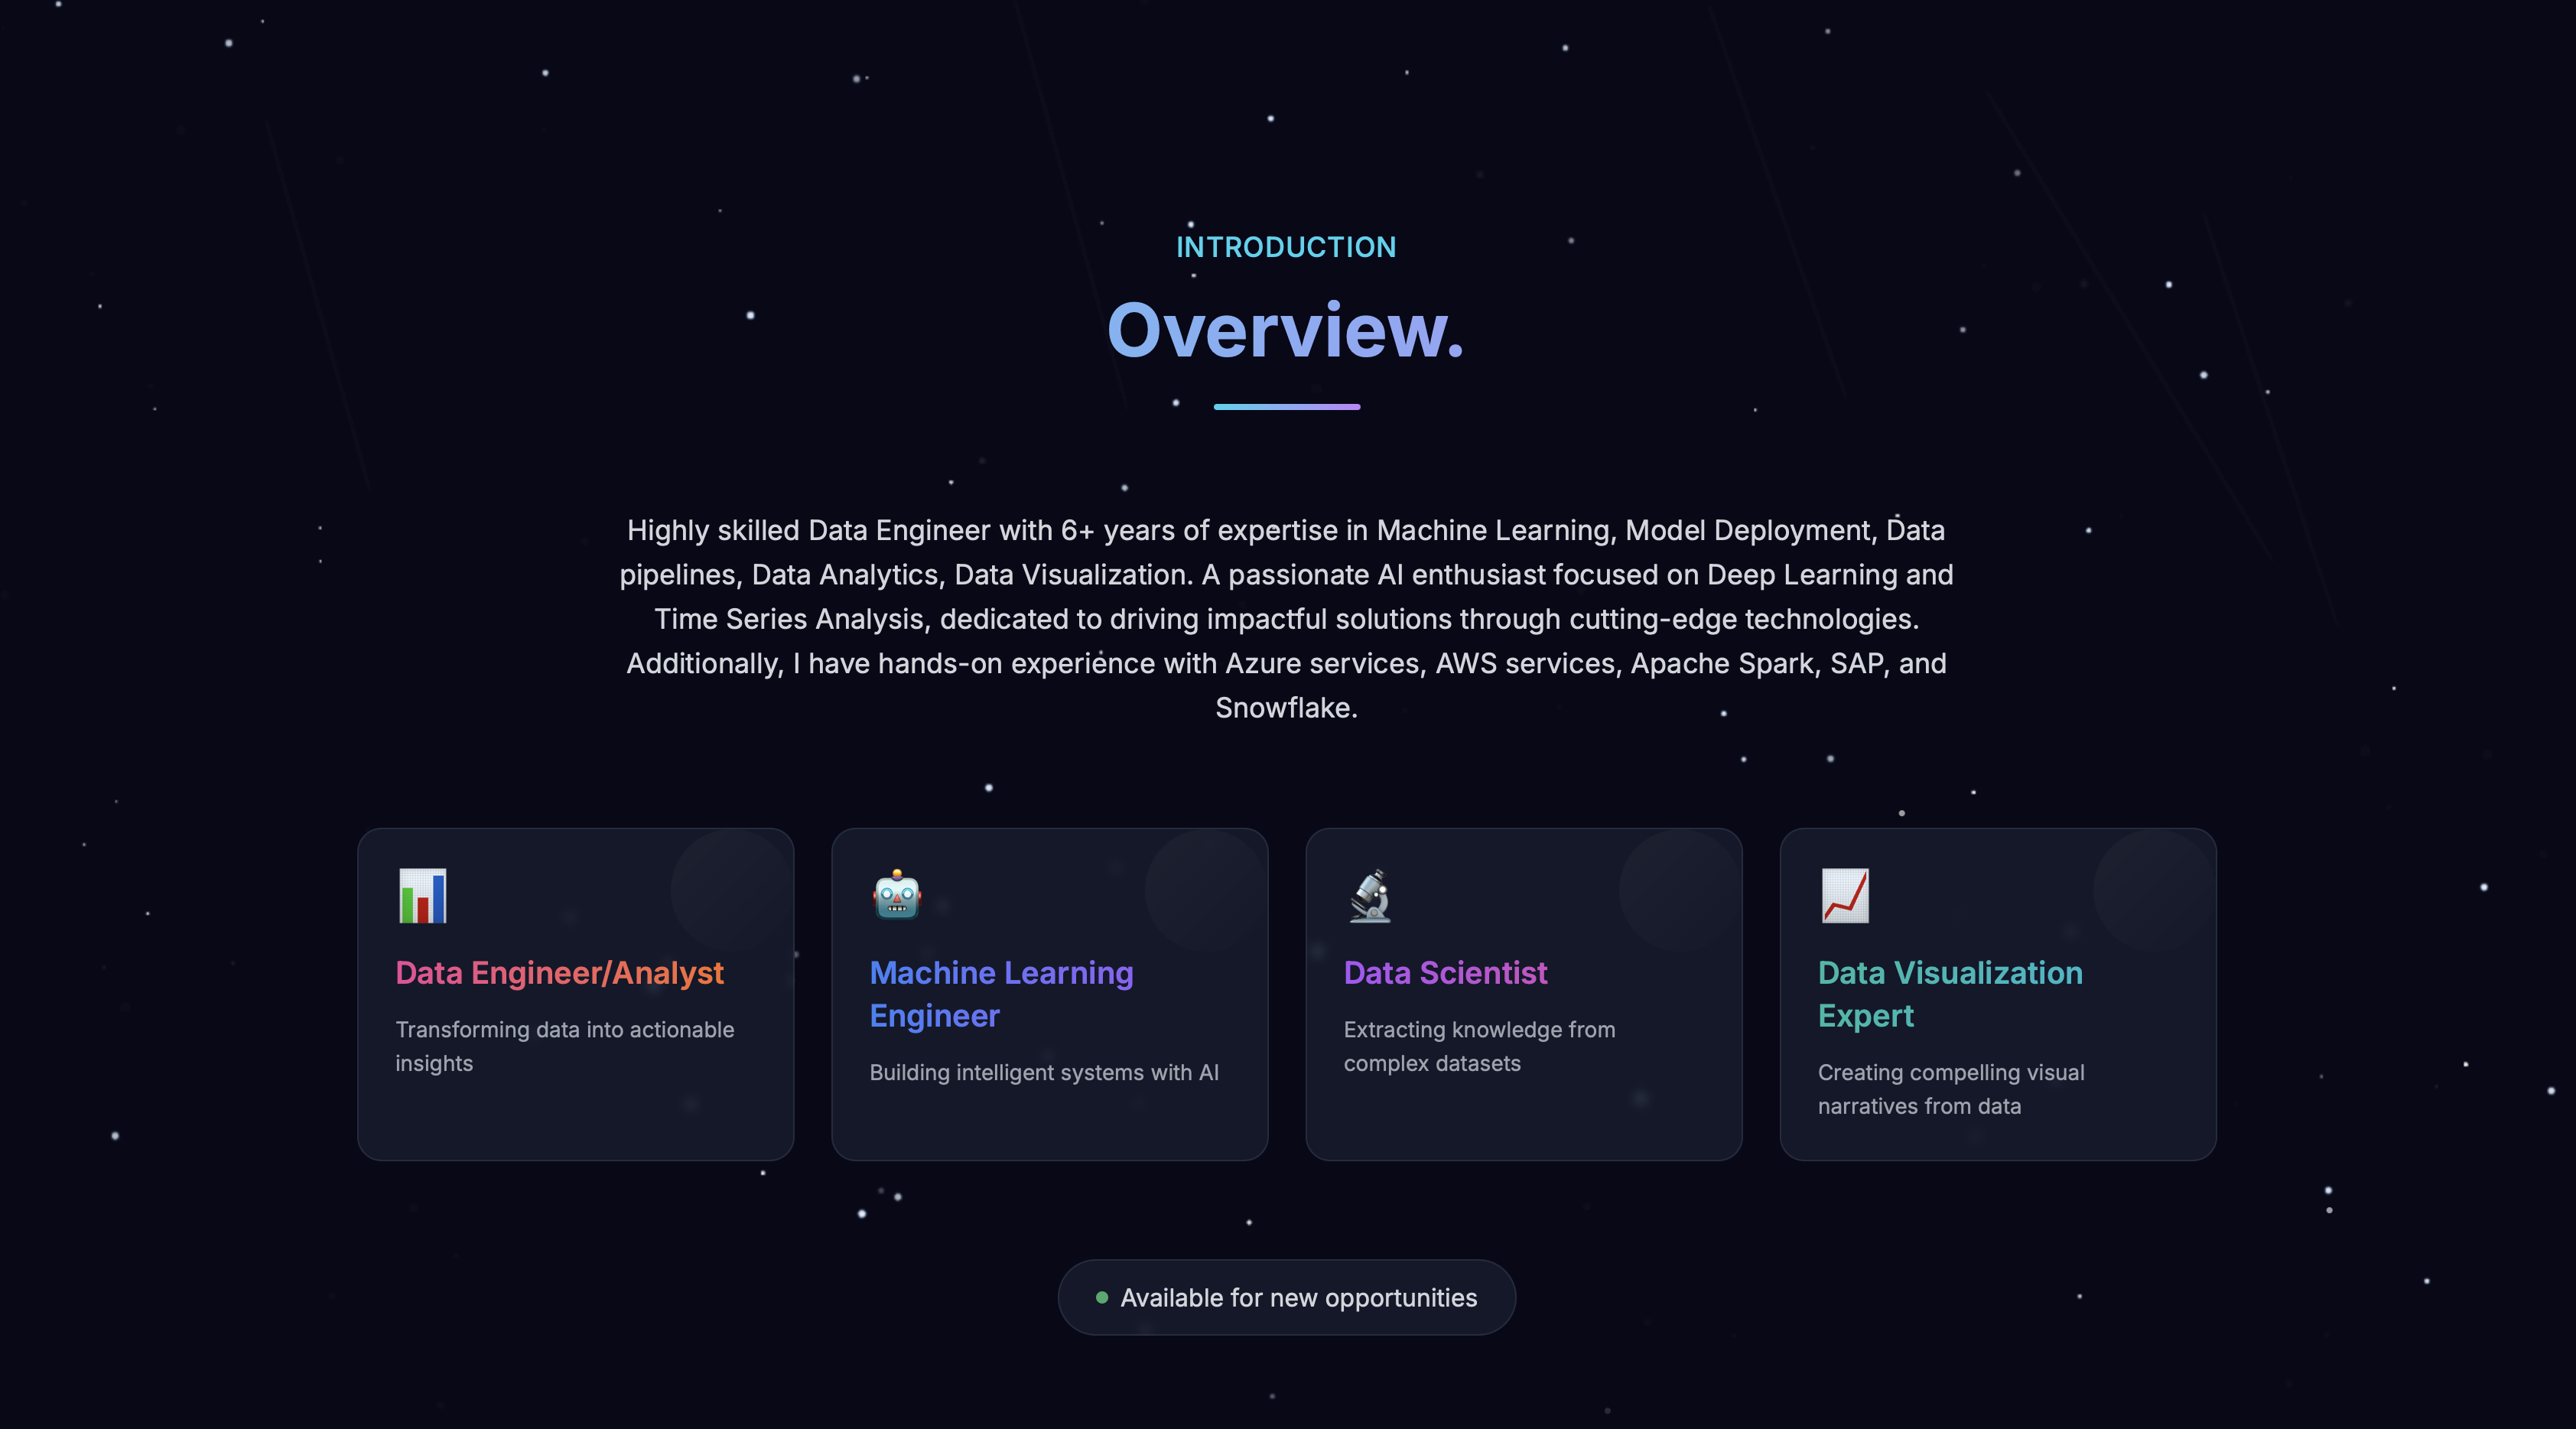 INTRODUCTION
Overview.
Highly skilled Data Engineer with 6+ years of expertise in Machine Learning, Model Deployment, Data
pipelines, Data Analytics, Data Visualization. A passionate AI enthusiast focused on Deep Learning and
Time Series Analysis, dedicated to driving impactful solutions through cutting-edge technologies.
Additionally, I have hands-on experience with Azure services, AWS services, Apache Spark, SAP, and
Snowflake.
Data Engineer/Analyst
Transforming data into actionable
insights
Machine Learning
Engineer
Building intelligent systems with AI
Data Scientist
Extracting knowledge from
complex datasets
Data Visualization
Expert
Creating compelling visual
narratives from data
Available for new opportunities